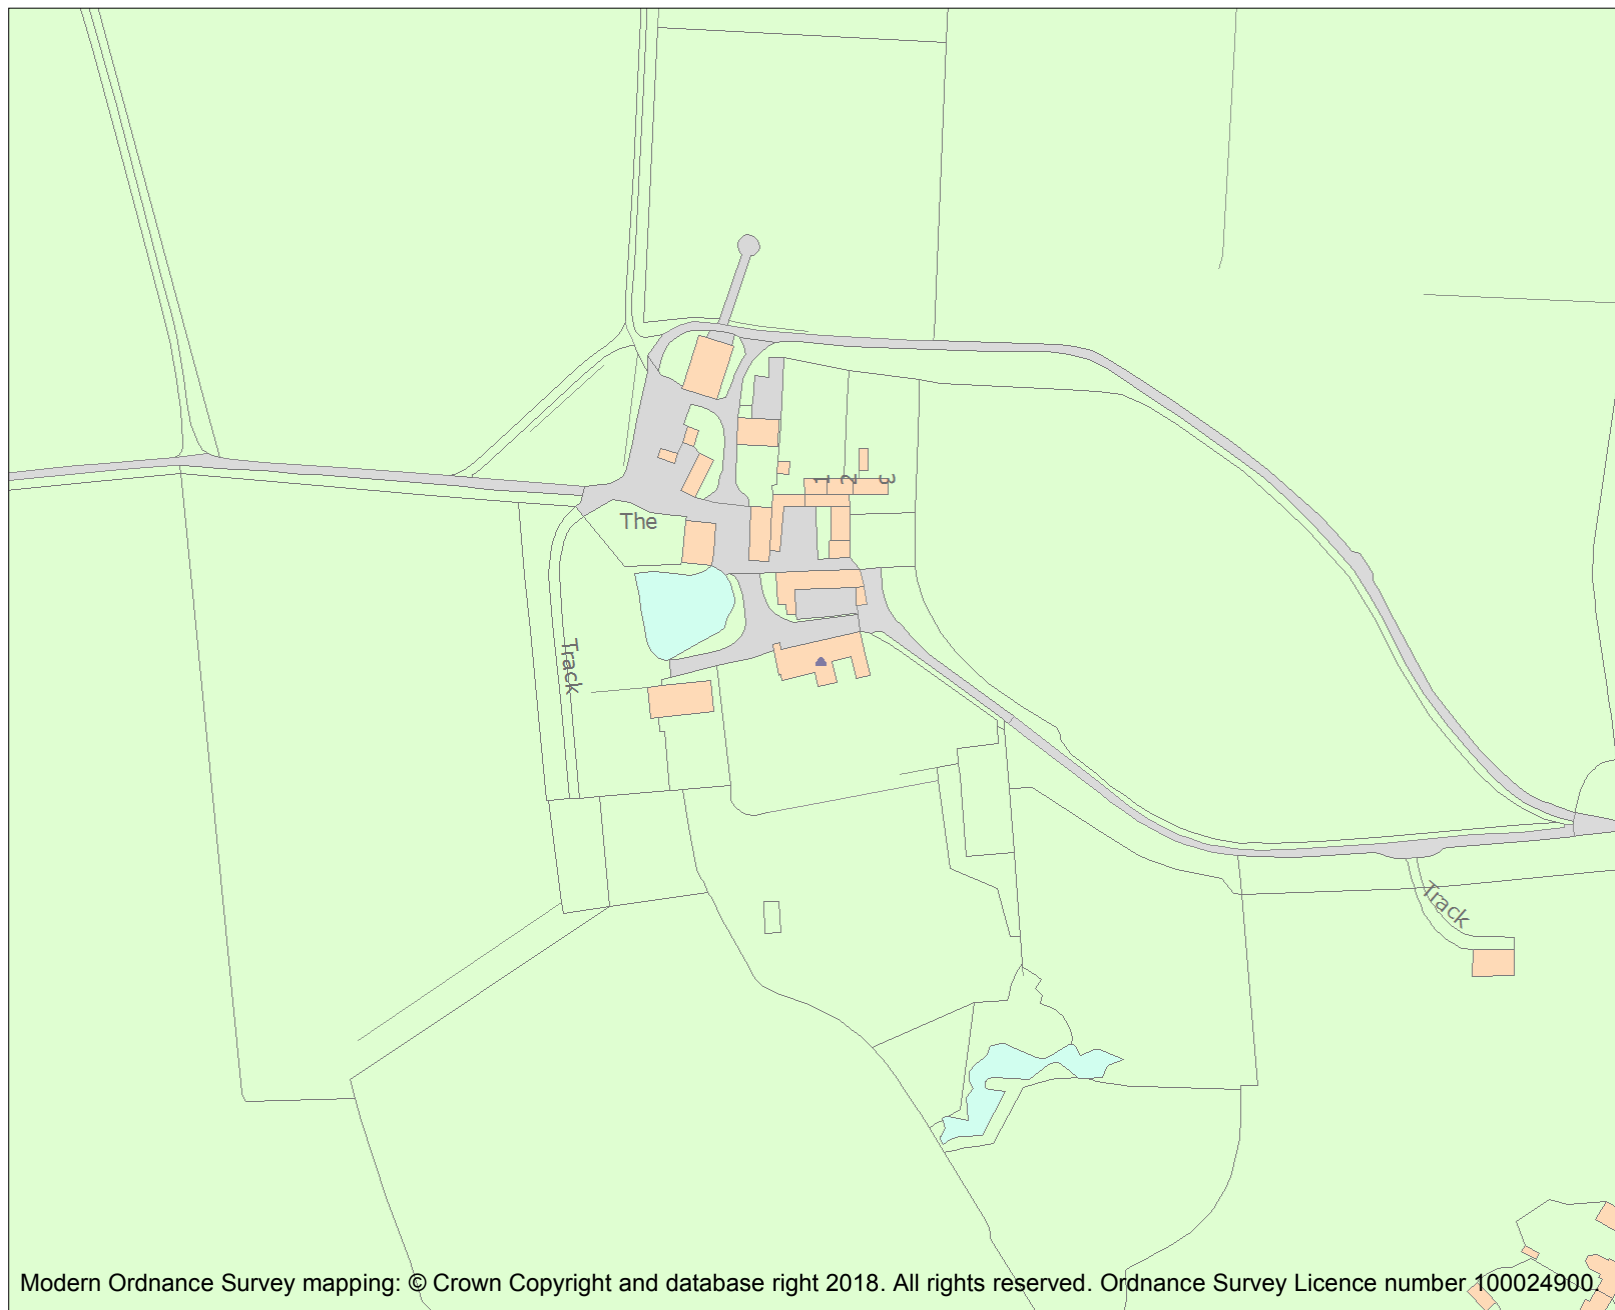 1
2
3
The
Track
Track
Modern Ordnance Survey mapping: © Crown Copyright and database right 2018. All rights reserved. Ordnance Survey Licence number 100024900.